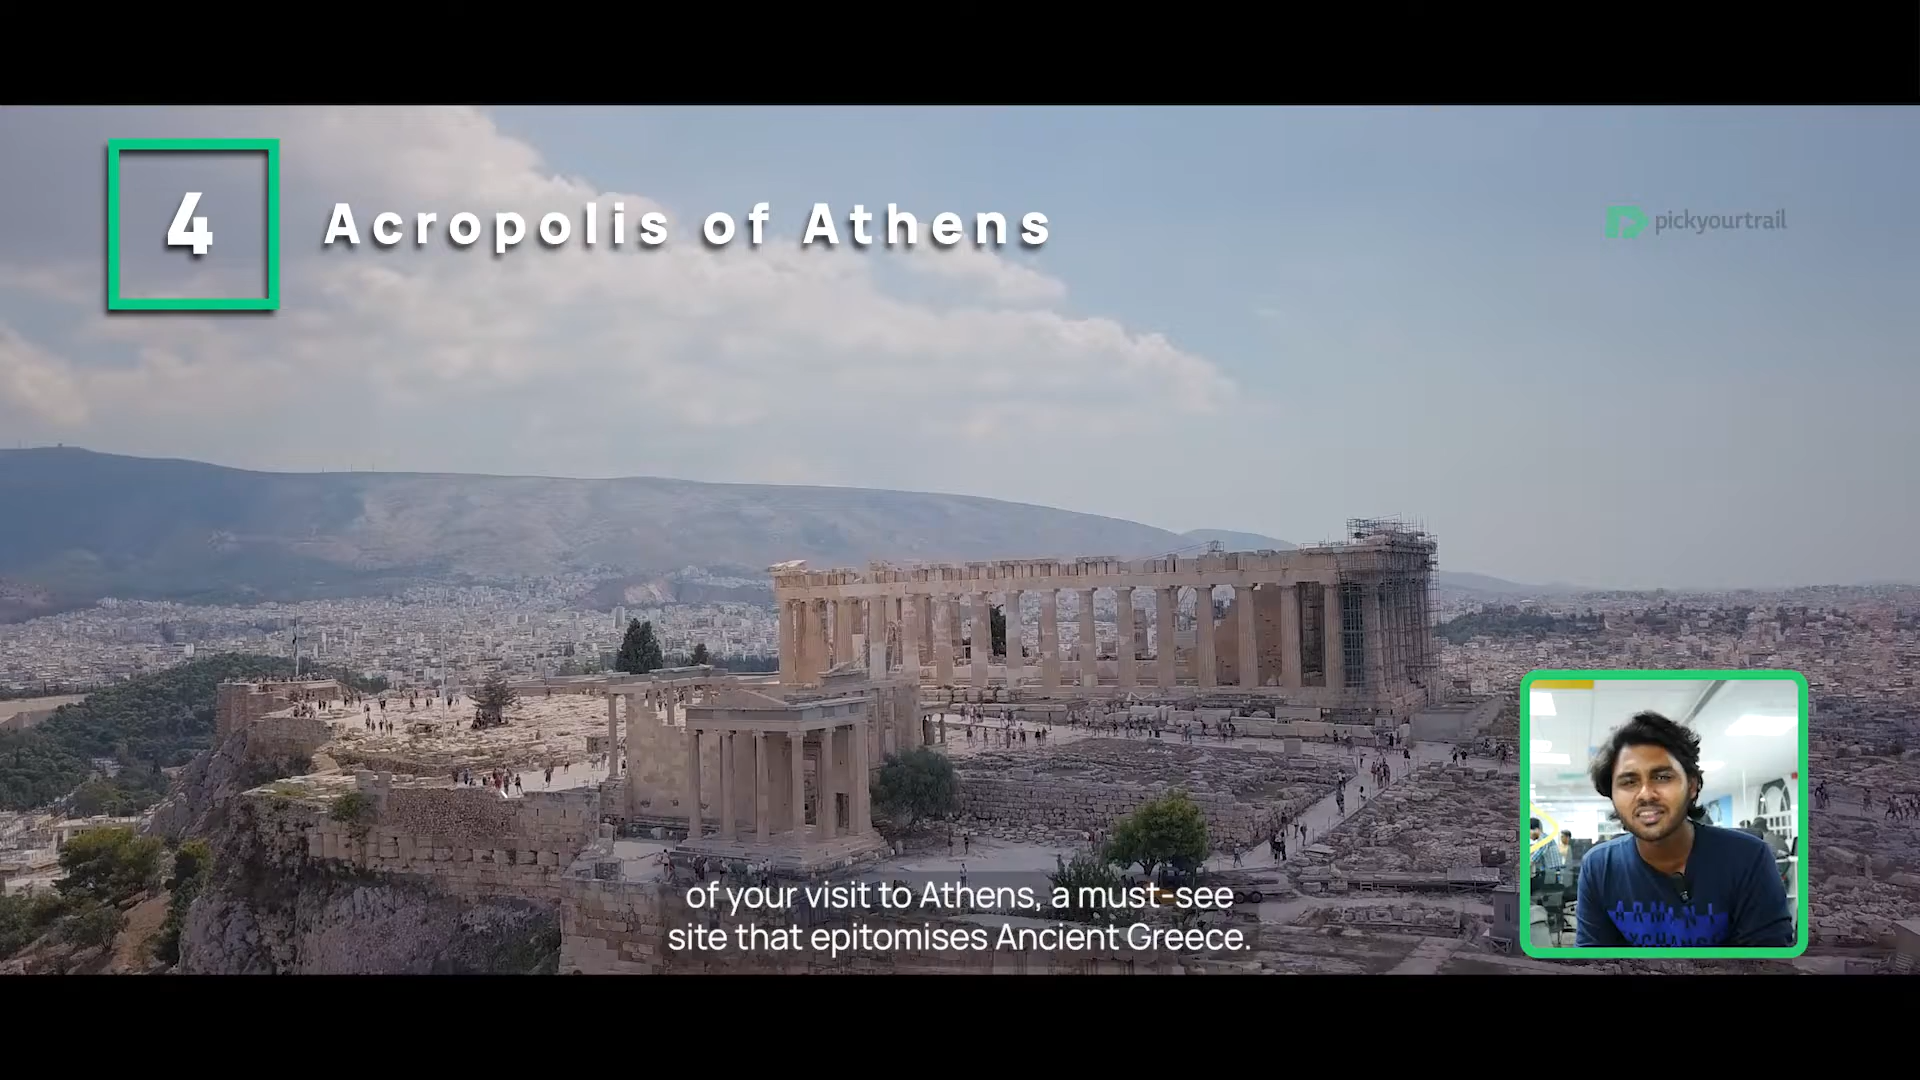 4
Acropolis of Athens
pickyourtrail
of your visit to Athens, a must-see
site that epitomises Ancient Greece.